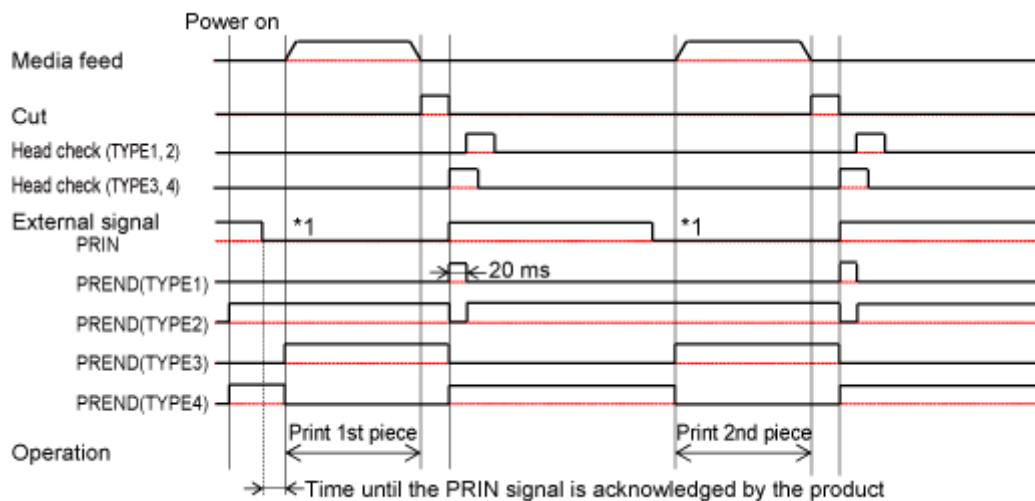 Power on
Media feed
Cut
Head check (TYPE1, 2)
Head check (TYPE3, 4)
External signal
*1 *1
PRIN
20 ms
PREND(TYPE1)
PREND(TYPE2)
PREND(TYPE3)
PREND(TYPE4)
Print 1st piece Print 2nd piece
Operation
Time until the PRIN signal is acknowledged by the product